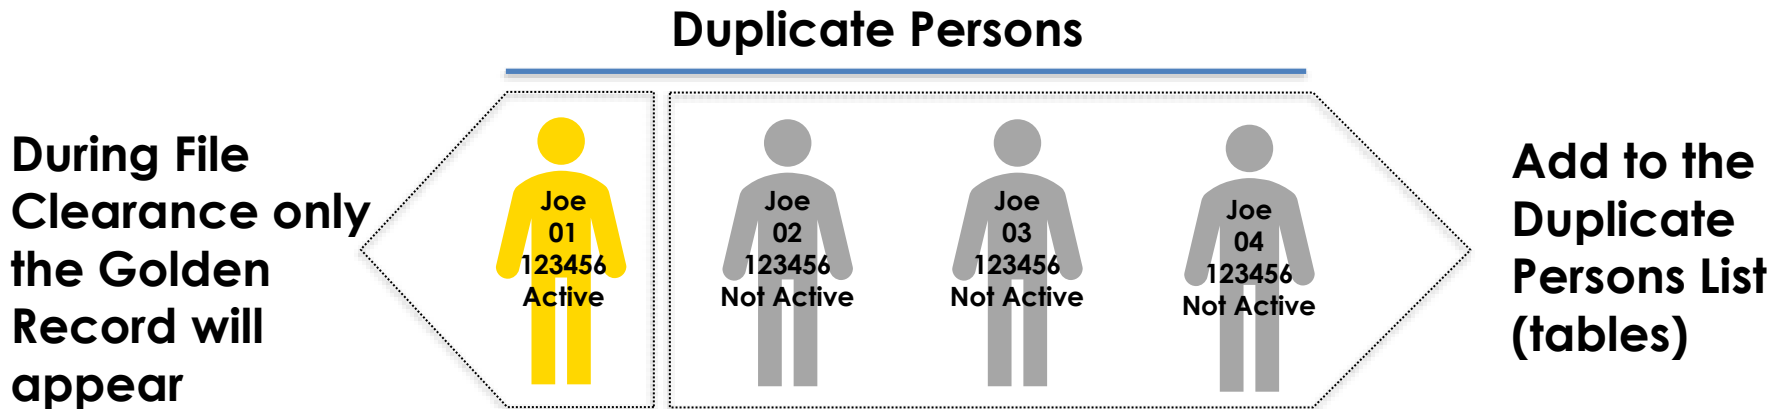 Duplicate Persons
During File
Clearance only
the Golden
Record will
appear
Joe
01
123456
Active
Joe
02
123456
Not Active
Joe
03
123456
Not Active
Joe
04
123456
Not Active
Add to the
Duplicate
Persons List
(tables)